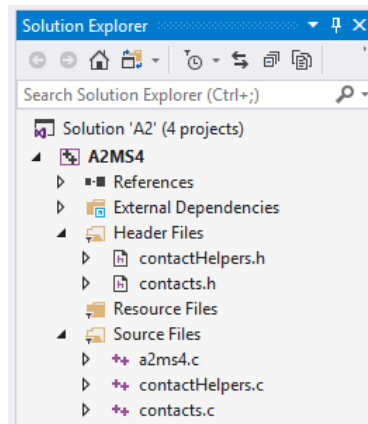 Solution Explorer
Search Solution Explorer (Ctrl+;)
Solution 'A2' (4 projects)
A2MS4
References
External Dependencies
Header Files
contactHelpers.h
contacts.h
Resource Files
Source Files
a2ms4.c
contactHelpers.c
contacts.c